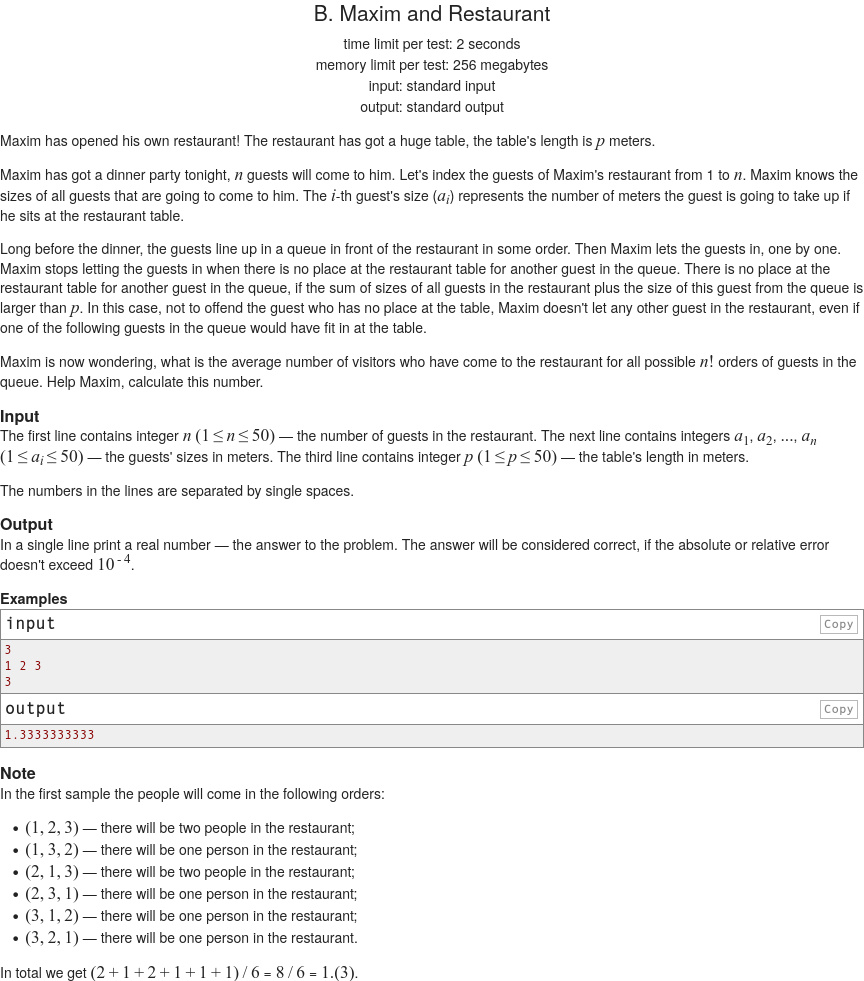 B. Maxim and Restaurant
time limit per test: 2 seconds
memory limit per test: 256 megabytes
input: standard input
output: standard output
Maxim has opened his own restaurant! The restaurant has got a huge table, the table's length is p meters.
Maxim has got a dinner party tonight, n guests will come to him. Let's index the guests of Maxim's restaurant from 1 to n. Maxim knows the
sizes of all guests that are going to come to him. The i-th guest's size (a_i) represents the number of meters the guest is going to take up if
he sits at the restaurant table.
Long before the dinner, the guests line up in a queue in front of the restaurant in some order. Then Maxim lets the guests in, one by one.
Maxim stops letting the guests in when there is no place at the restaurant table for another guest in the queue. There is no place at the
restaurant table for another guest in the queue, if the sum of sizes of all guests in the restaurant plus the size of this guest from the queue is
larger than p. In this case, not to offend the guest who has no place at the table, Maxim doesn't let any other guest in the restaurant, even if
one of the following guests in the queue would have fit in at the table.
Maxim is now wondering, what is the average number of visitors who have come to the restaurant for all possible n! orders of guests in the
queue. Help Maxim, calculate this number.
Input
The first line contains integer n (1 ≤ n ≤ 50) — the number of guests in the restaurant. The next line contains integers a_1, a_2, ..., a_n
(1 ≤ a_i ≤ 50) — the guests' sizes in meters. The third line contains integer p (1 ≤ p ≤ 50) — the table's length in meters.
The numbers in the lines are separated by single spaces.
Output
In a single line print a real number — the answer to the problem. The answer will be considered correct, if the absolute or relative error
doesn't exceed 10^{-4}.
Examples
input Copy
3
1 2 3
3
output Copy
1.3333333333
Note
In the first sample the people will come in the following orders:
• (1, 2, 3) — there will be two people in the restaurant;
• (1, 3, 2) — there will be one person in the restaurant;
• (2, 1, 3) — there will be two people in the restaurant;
• (2, 3, 1) — there will be one person in the restaurant;
• (3, 1, 2) — there will be one person in the restaurant;
• (3, 2, 1) — there will be one person in the restaurant.
In total we get (2 + 1 + 2 + 1 + 1 + 1) / 6 = 8 / 6 = 1.(3).